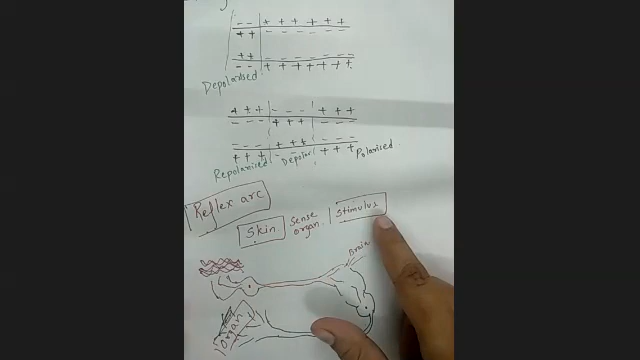 - - + + + + + + +
+ + - - - - - - -
+ + - - - - - - -
- - + + + + + + +
Depolarised
+ + + - - - + + +
- - - + + + - - -
- - - + + + - - -
+ + + - - - + + +
Repolarised Depolar Polarised
Reflex arc
Skin Sense organ. Stimulus
Brain
Organ